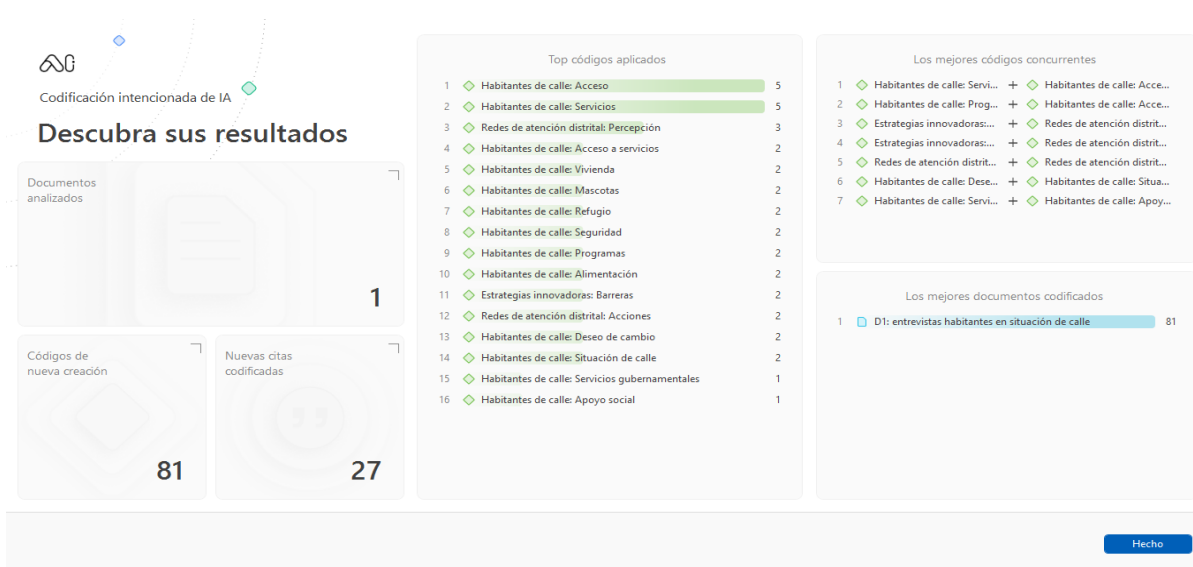 Codificación intencionada de IA
Descubra sus resultados
Documentos
analizados
1
Códigos de
nueva creación
81
Nuevas citas
codificadas
27
Top códigos aplicados
1 Habitantes de calle: Acceso 5
2 Habitantes de calle: Servicios 5
3 Redes de atención distrital: Percepción 3
4 Habitantes de calle: Acceso a servicios 2
5 Habitantes de calle: Vivienda 2
6 Habitantes de calle: Mascotas 2
7 Habitantes de calle: Refugio 2
8 Habitantes de calle: Seguridad 2
9 Habitantes de calle: Programas 2
10 Habitantes de calle: Alimentación 2
11 Estrategias innovadoras: Barreras 2
12 Redes de atención distrital: Acciones 2
13 Habitantes de calle: Deseo de cambio 2
14 Habitantes de calle: Situación de calle 2
15 Habitantes de calle: Servicios gubernamentales 1
16 Habitantes de calle: Apoyo social 1
Los mejores códigos concurrentes
1 Habitantes de calle: Servi... + Habitantes de calle: Acce...
2 Habitantes de calle: Prog... + Habitantes de calle: Acce...
3 Estrategias innovadoras:... + Redes de atención distrit...
4 Estrategias innovadoras:... + Redes de atención distrit...
5 Redes de atención distrit... + Redes de atención distrit...
6 Habitantes de calle: Dese... + Habitantes de calle: Situa...
7 Habitantes de calle: Servi... + Habitantes de calle: Apoy...
Los mejores documentos codificados
1 D1: entrevistas habitantes en situación de calle 81
Hecho